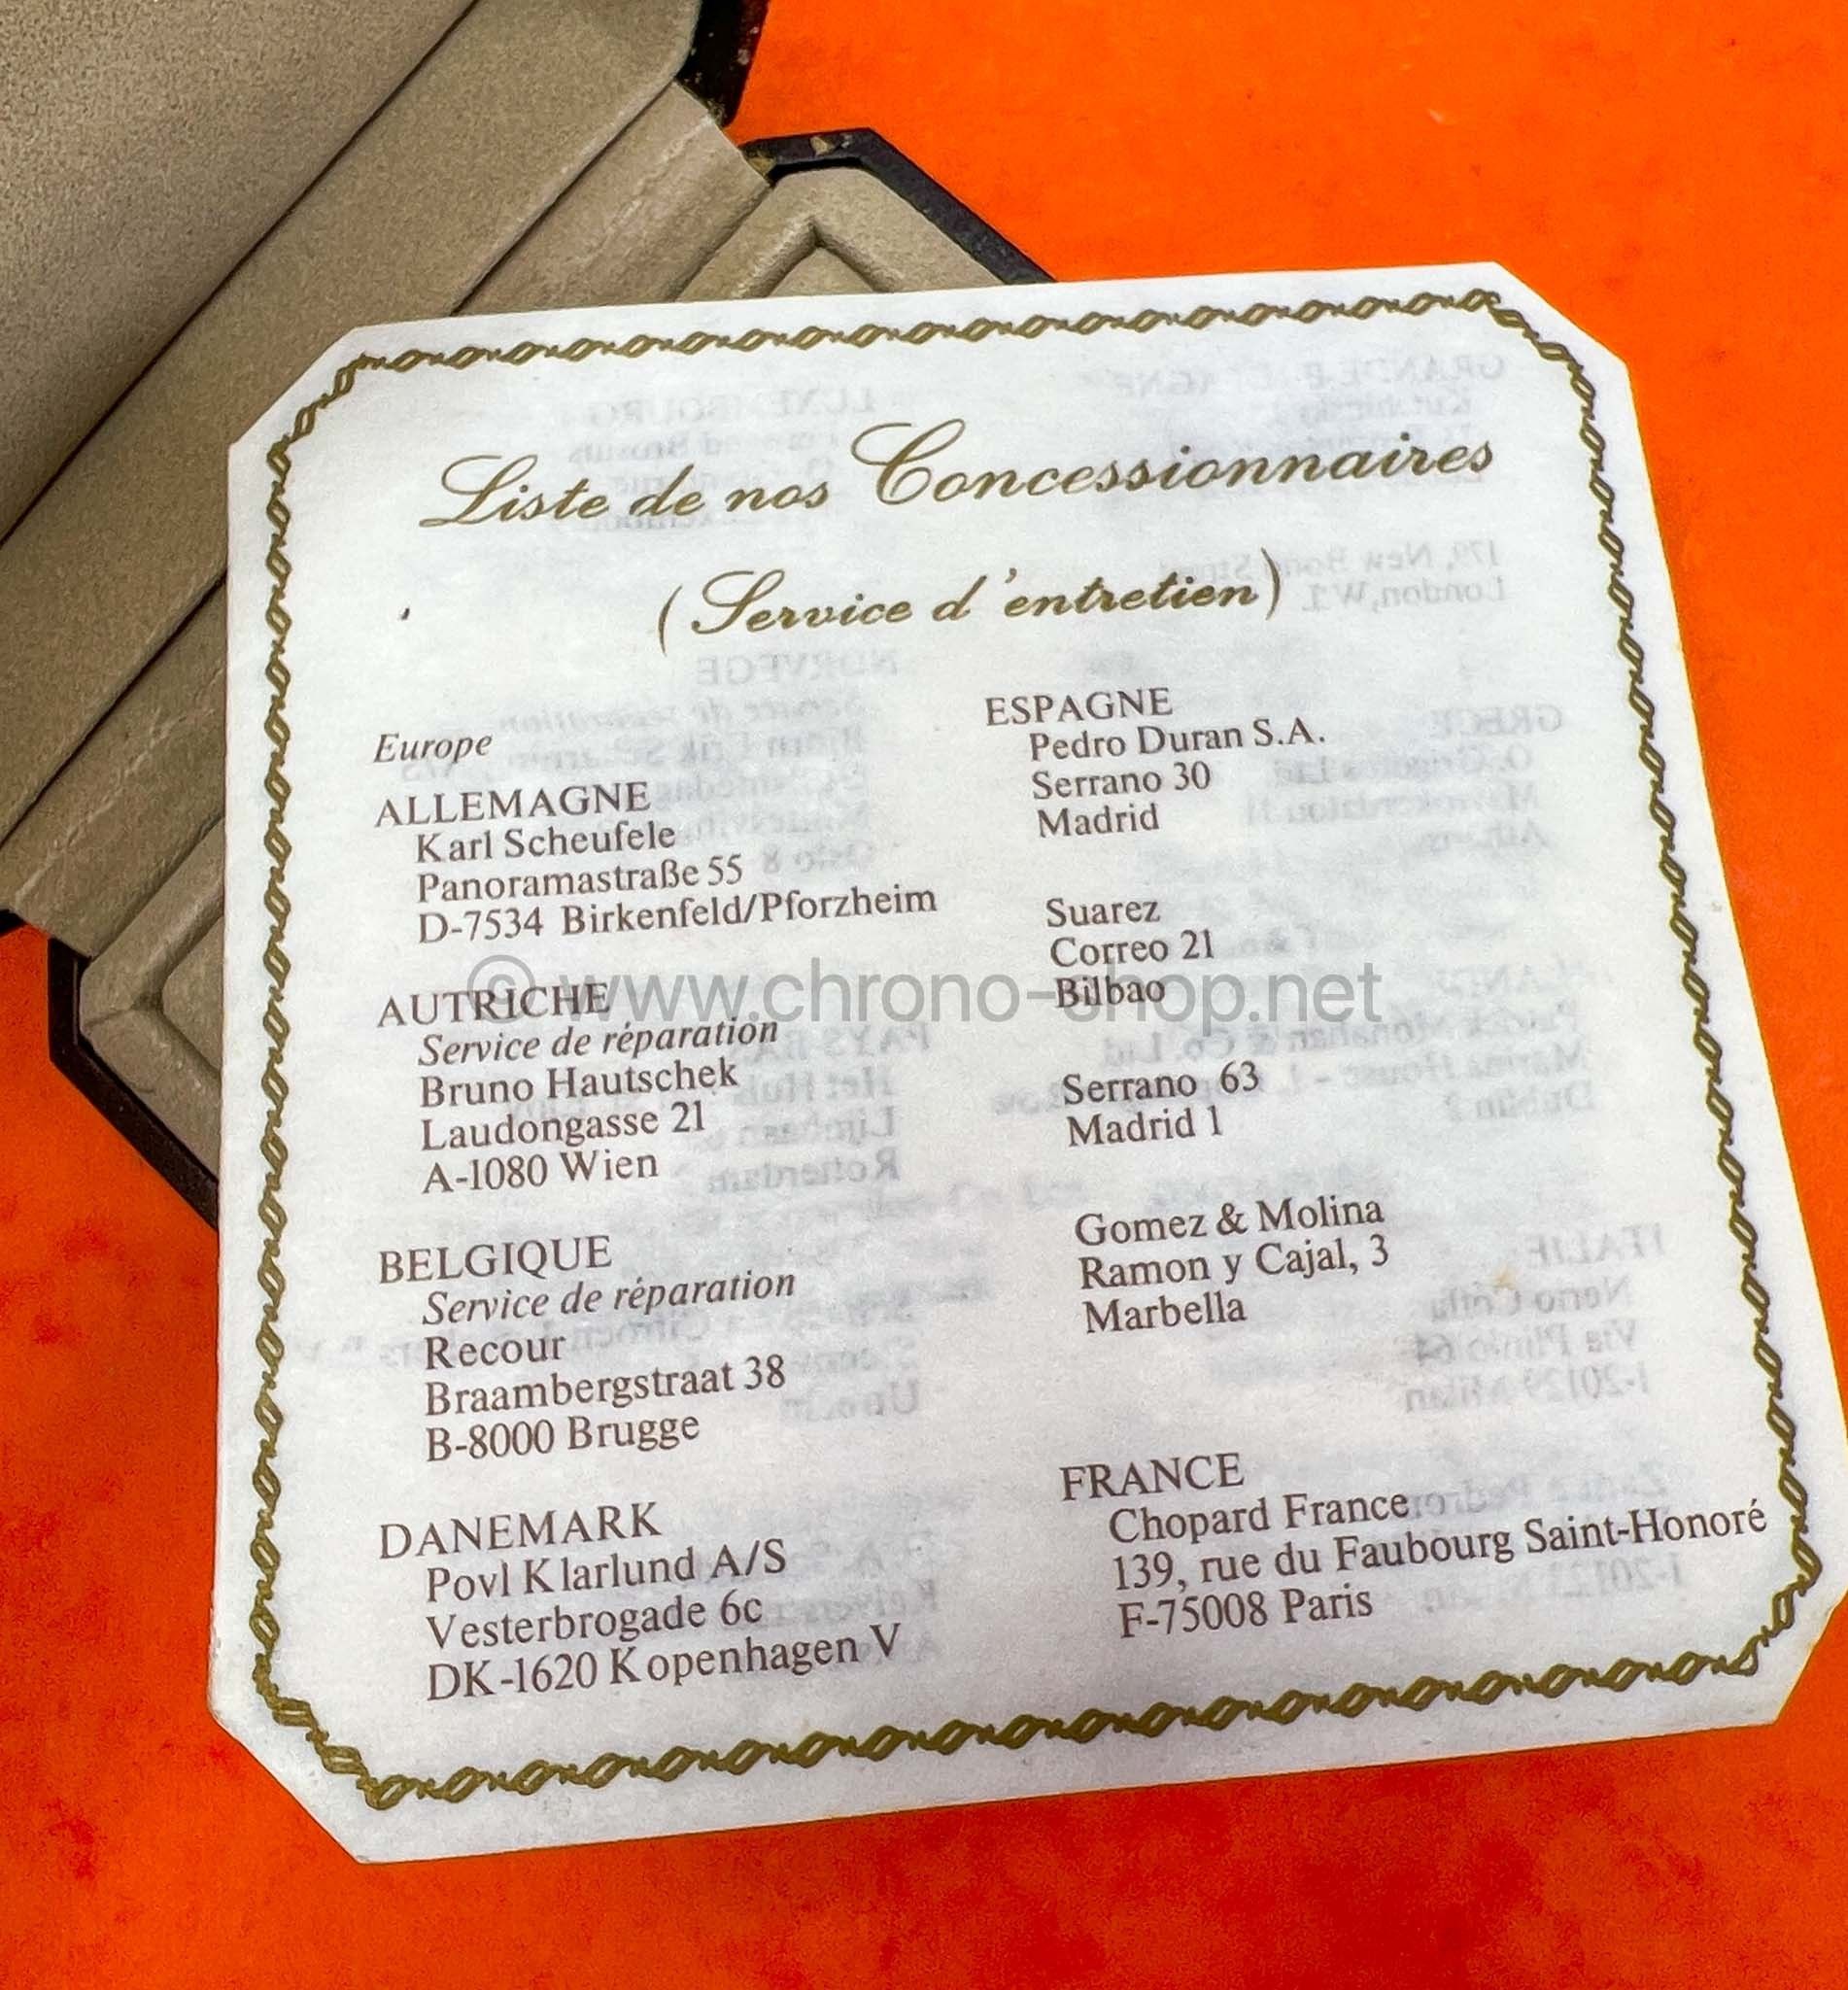 Liste de nos Concessionnaires
(Service d'entretien)
Europe
ALLEMAGNE
Karl Scheufele
Panoramastraße 55
D-7534 Birkenfeld/Pforzheim
AUTRICHE
Service de réparation
Bruno Hautschek
Laudongasse 21
A-1080 Wien
BELGIQUE
Service de réparation
Recour
Braambergstraat 38
B-8000 Brugge
DANEMARK
Povl Klarlund A/S
Vesterbrogade 6c
DK-1620 Kopenhagen V
ESPAGNE
Pedro Duran S.A.
Serrano 30
Madrid
Suarez
Correo 21
Bilbao
Serrano 63
Madrid 1
Gomez & Molina
Ramon y Cajal, 3
Marbella
FRANCE
Chopard France
139, rue du Faubourg Saint-Honoré
F-75008 Paris
© www.chrono-shop.net